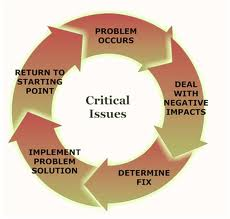 PROBLEM
OCCURS
DEAL
WITH
NEGATIVE
IMPACTS
DETERMINE
FIX
IMPLEMENT
PROBLEM
SOLUTION
RETURN TO
STARTING
POINT
Critical
Issues